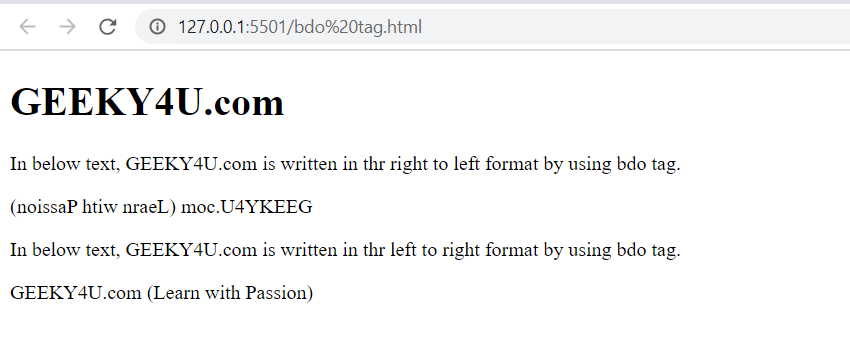 127.0.0.1:5501/bdo%20tag.html
GEEKY4U.com
In below text, GEEKY4U.com is written in thr right to left format by using bdo tag.
(noissaP htiw nraeL) moc.U4YKEEG
In below text, GEEKY4U.com is written in thr left to right format by using bdo tag.
GEEKY4U.com (Learn with Passion)